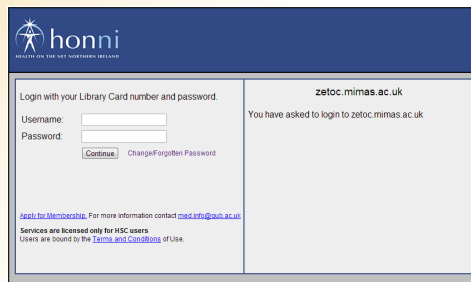 honni
HEALTH ON THE NET NORTHERN IRELAND
Login with your Library Card number and password.
Username:
Password:
Continue Change/Forgotten Password
Apply for Membership. For more information contact med.info@qub.ac.uk
Services are licensed only for HSC users
Users are bound by the Terms and Conditions of Use.
zetoc.mimas.ac.uk
You have asked to login to zetoc.mimas.ac.uk